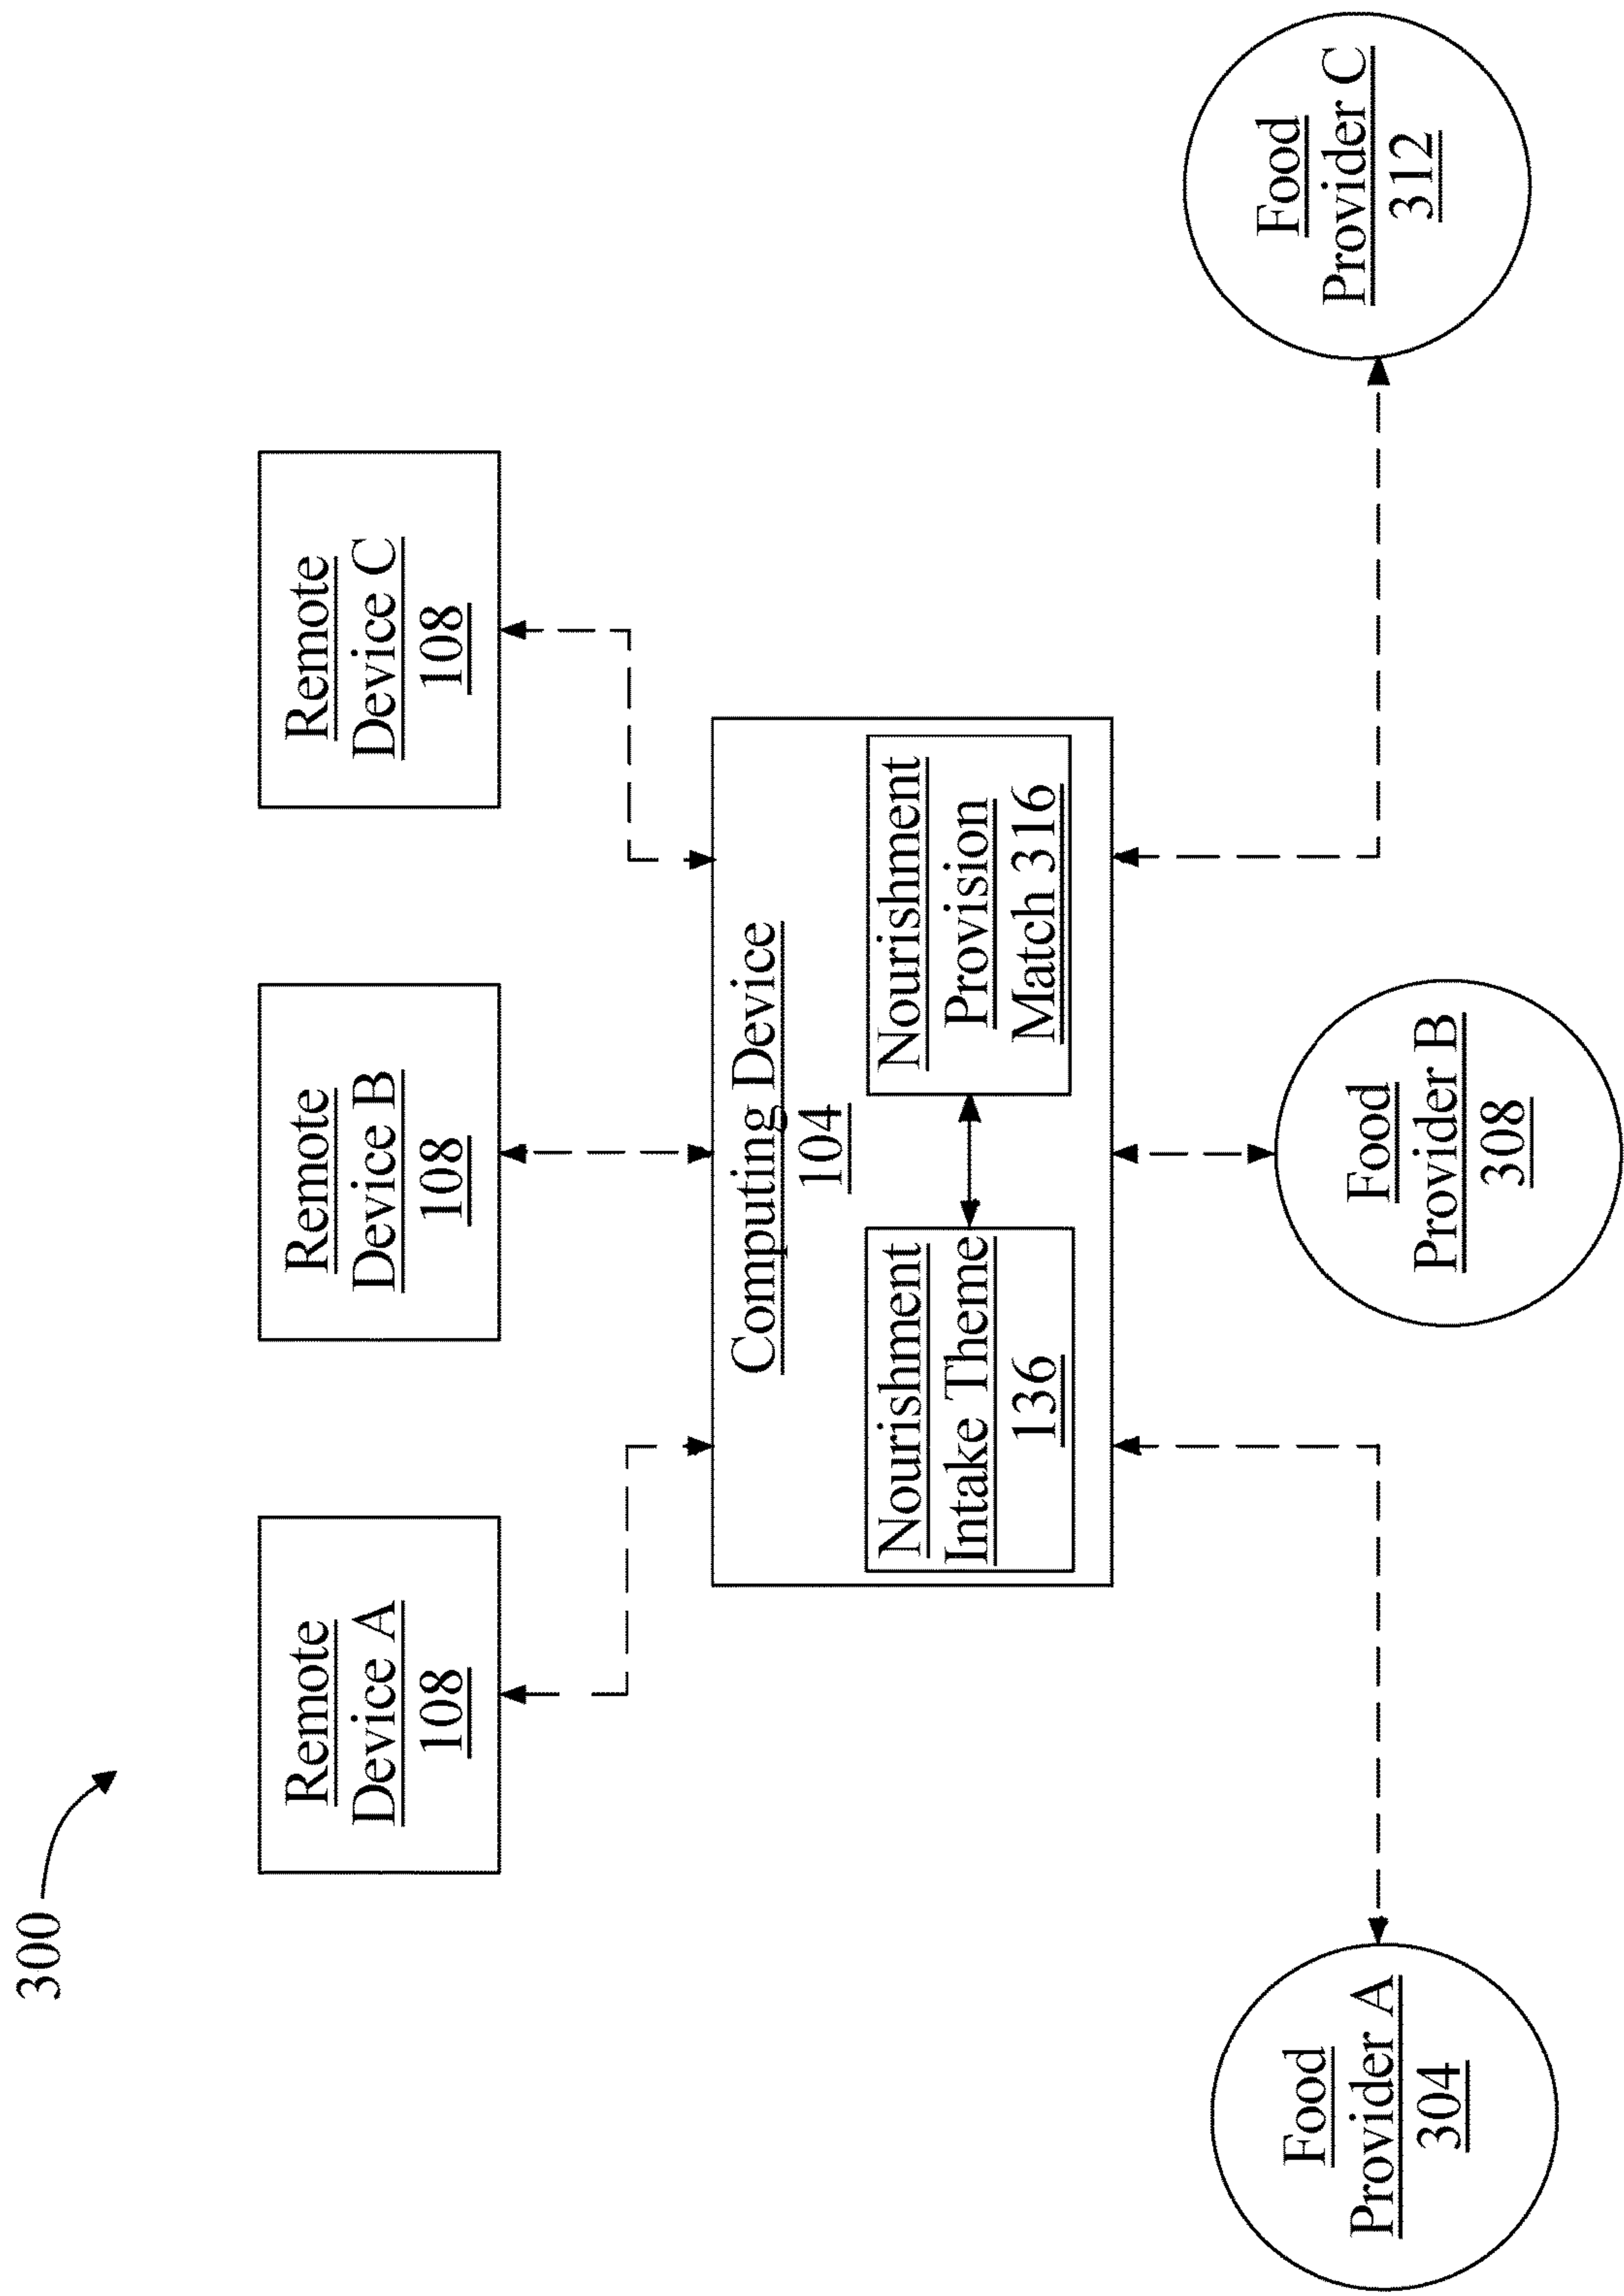 300
Remote
Device A
108
Remote
Device B
108
Remote
Device C
108
Computing Device
104
Nourishment
Intake Theme
136
Nourishment
Provision
Match 316
Food
Provider A
304
Food
Provider B
308
Food
Provider C
312